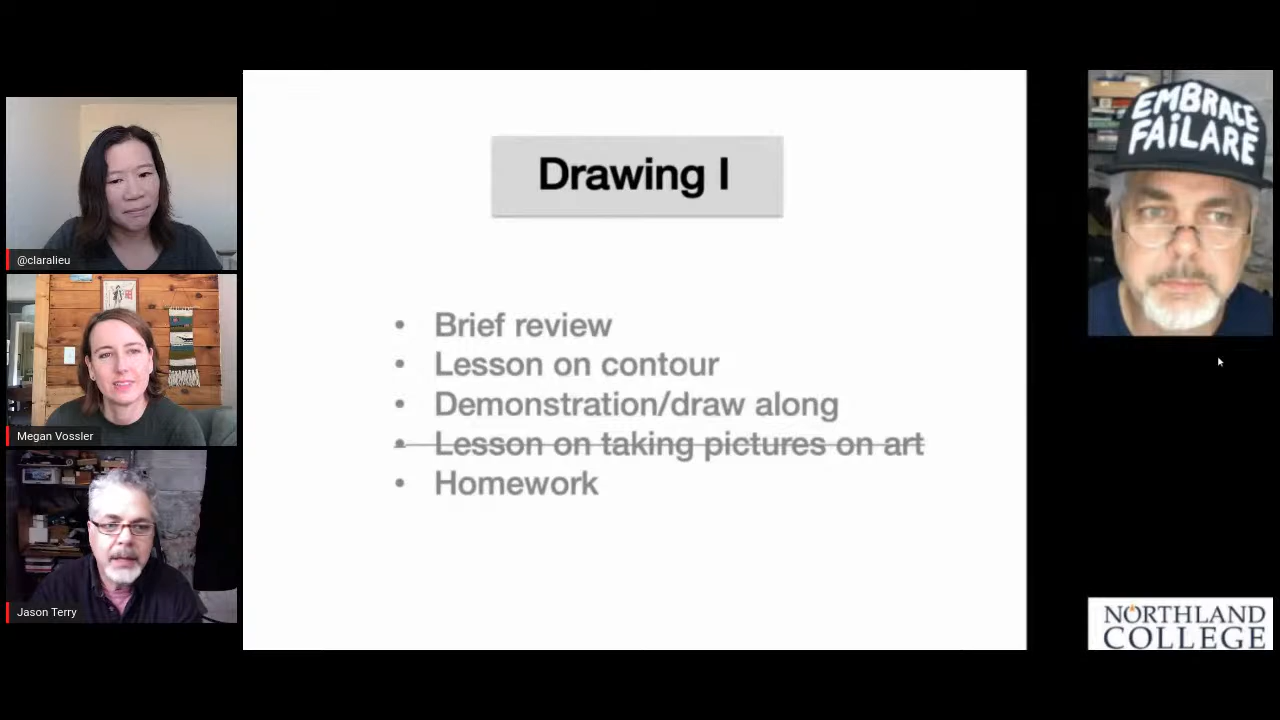 @claralieu
Megan Vossler
Jason Terry
Drawing I
• Brief review
• Lesson on contour
• Demonstration/draw along
• Lesson on taking pictures on art
• Homework
EMBRACE
FAiLARE
NORTHLAND
COLLEGE